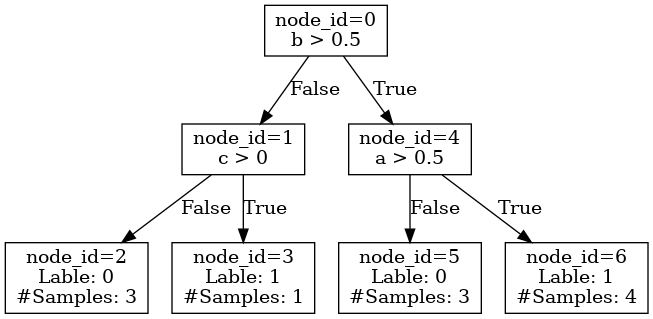 node_id=0
b > 0.5
False
True
node_id=1
c > 0
node_id=4
a > 0.5
False
True
False
True
node_id=2
Lable: 0
#Samples: 3
node_id=3
Lable: 1
#Samples: 1
node_id=5
Lable: 0
#Samples: 3
node_id=6
Lable: 1
#Samples: 4